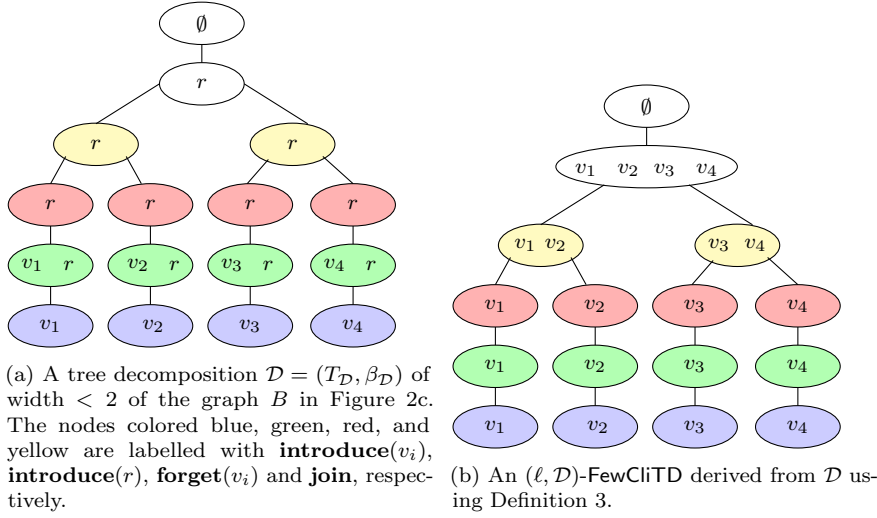 ∅
r
r r
r r r r
v₁ r v₂ r v₃ r v₄ r
v₁ v₂ v₃ v₄
(a) A tree decomposition 𝒟 = (T_𝒟, β_𝒟) of
width < 2 of the graph B in Figure 2c.
The nodes colored blue, green, red, and
yellow are labelled with introduce(vᵢ),
introduce(r), forget(vᵢ) and join, respec-
tively.
∅
v₁ v₂ v₃ v₄
v₁ v₂ v₃ v₄
v₁ v₂ v₃ v₄
v₁ v₂ v₃ v₄
v₁ v₂ v₃ v₄
(b) An (ℓ, 𝒟)-FewCliTD derived from 𝒟 us-
ing Definition 3.